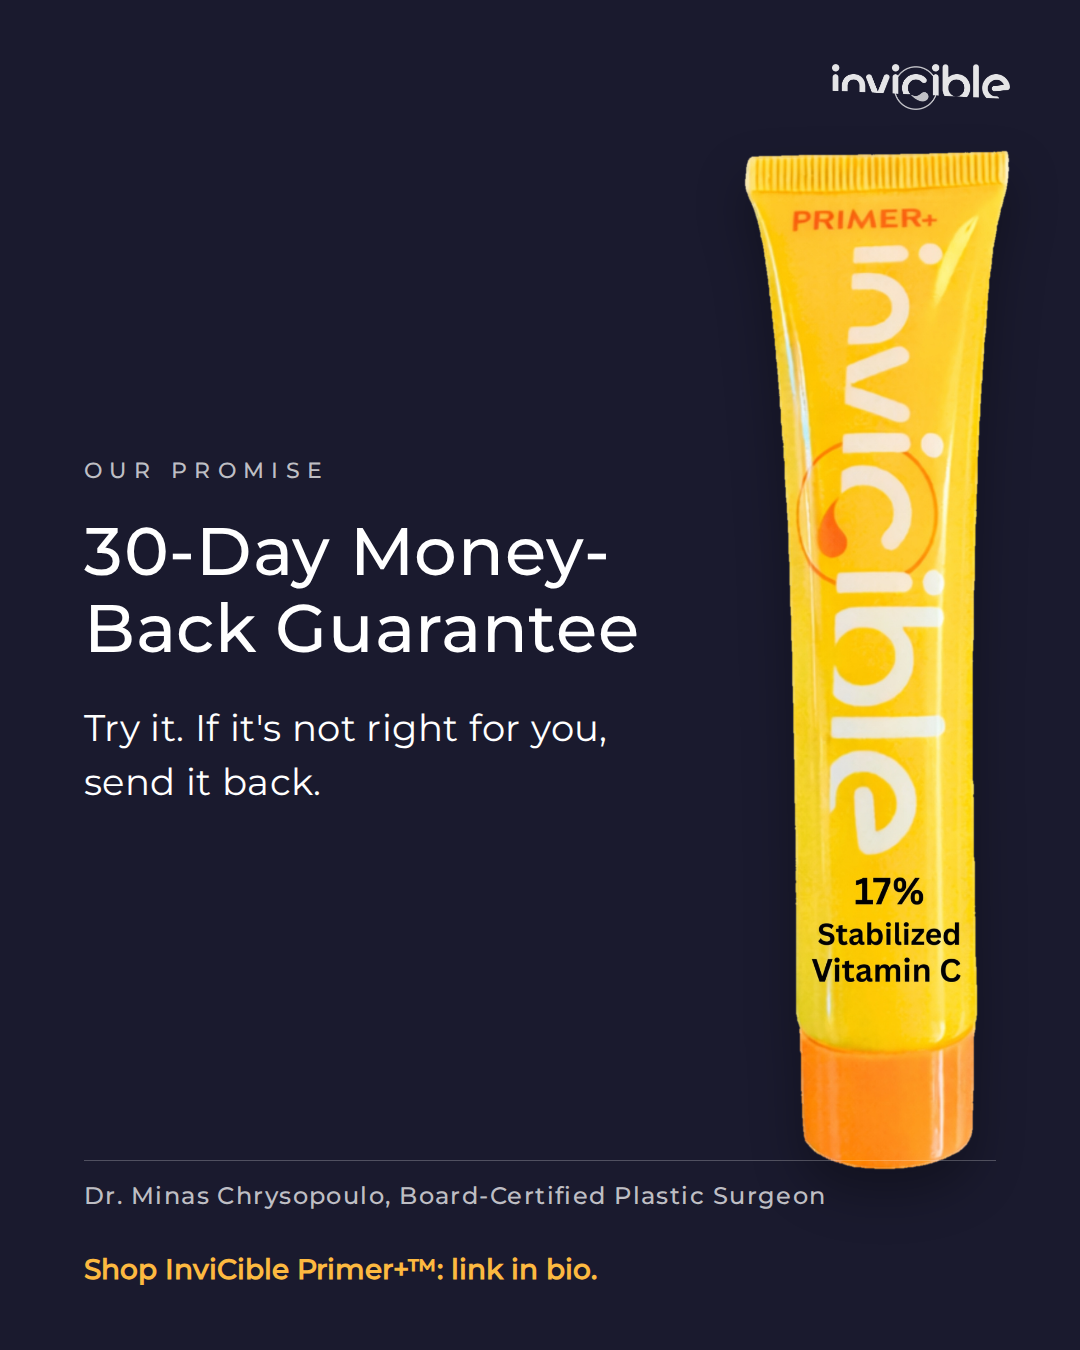 invicible
PRIMER+
invicible
OUR PROMISE
30-Day Money-
Back Guarantee
Try it. If it's not right for you,
send it back.
17%
Stabilized
Vitamin C
Dr. Minas Chrysopoulo, Board-Certified Plastic Surgeon
Shop InviCible Primer+™: link in bio.